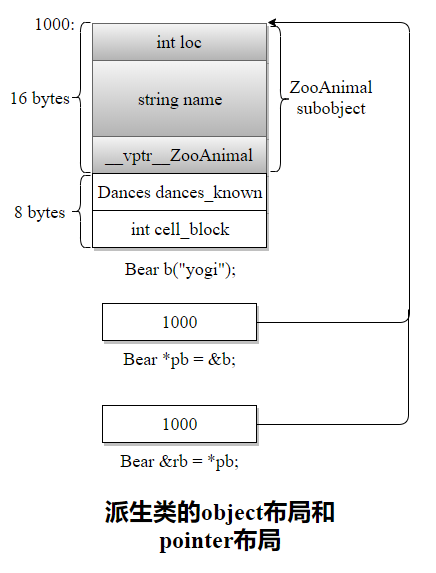 1000:
int loc
16 bytes
string name
ZooAnimal
subobject
__vptr__ZooAnimal
8 bytes
Dances dances_known
int cell_block
Bear b("yogi");
1000
Bear *pb = &b;
1000
Bear &rb = *pb;
派生类的object布局和
pointer布局